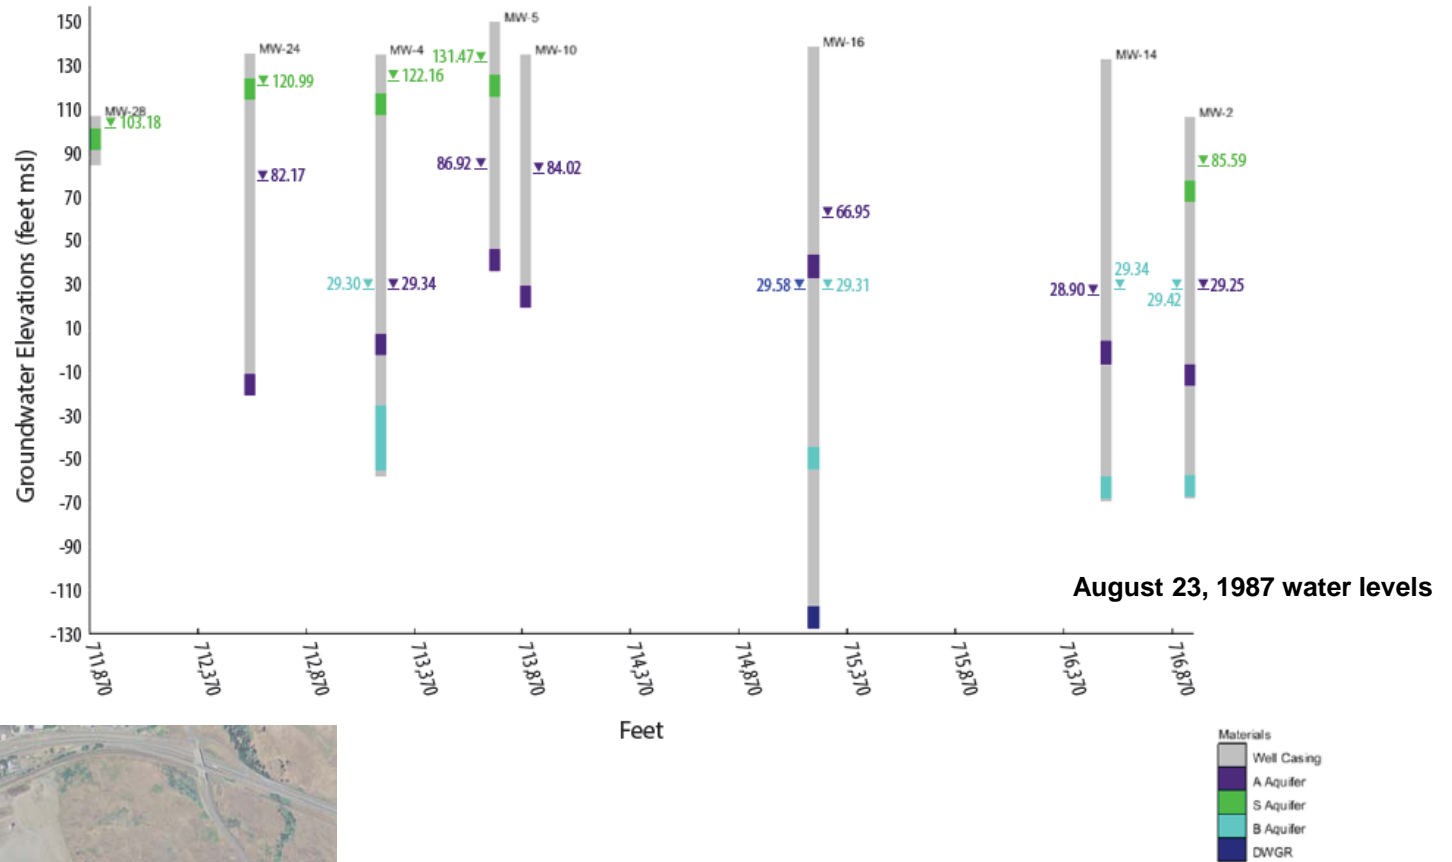 150
130
110
90
70
50
30
10
-10
-30
-50
-70
-90
-110
-130
Groundwater Elevations (feet msl)
MW-28
103.18
MW-24
120.99
82.17
MW-4
122.16
29.30
29.34
MW-5
131.47
86.92
MW-10
84.02
MW-16
66.95
29.58
29.31
MW-14
28.90
29.34
MW-2
85.59
29.42
29.25
August 23, 1987 water levels
711,870
712,370
712,870
713,370
713,870
714,370
714,870
715,370
715,870
716,370
716,870
Feet
Materials
Well Casing
A Aquifer
S Aquifer
B Aquifer
DWGR